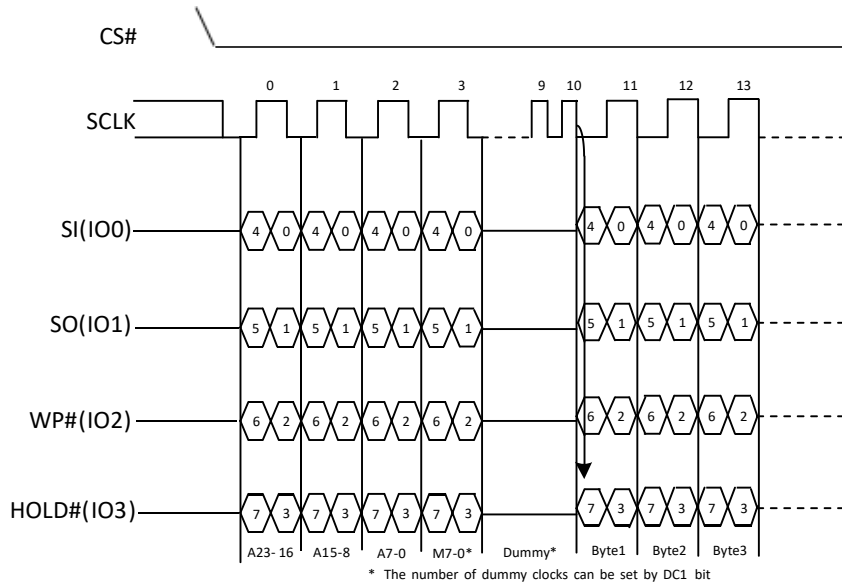 CS#
0 1 2 3 9 10 11 12 13
SCLK
SI(IO0) 4 0 4 0 4 0 4 0 4 0 4 0 4 0
SO(IO1) 5 1 5 1 5 1 5 1 5 1 5 1 5 1
WP#(IO2) 6 2 6 2 6 2 6 2 6 2 6 2 6 2
HOLD#(IO3) 7 3 7 3 7 3 7 3 7 3 7 3 7 3
A23-16 A15-8 A7-0 M7-0* Dummy* Byte1 Byte2 Byte3
* The number of dummy clocks can be set by DC1 bit